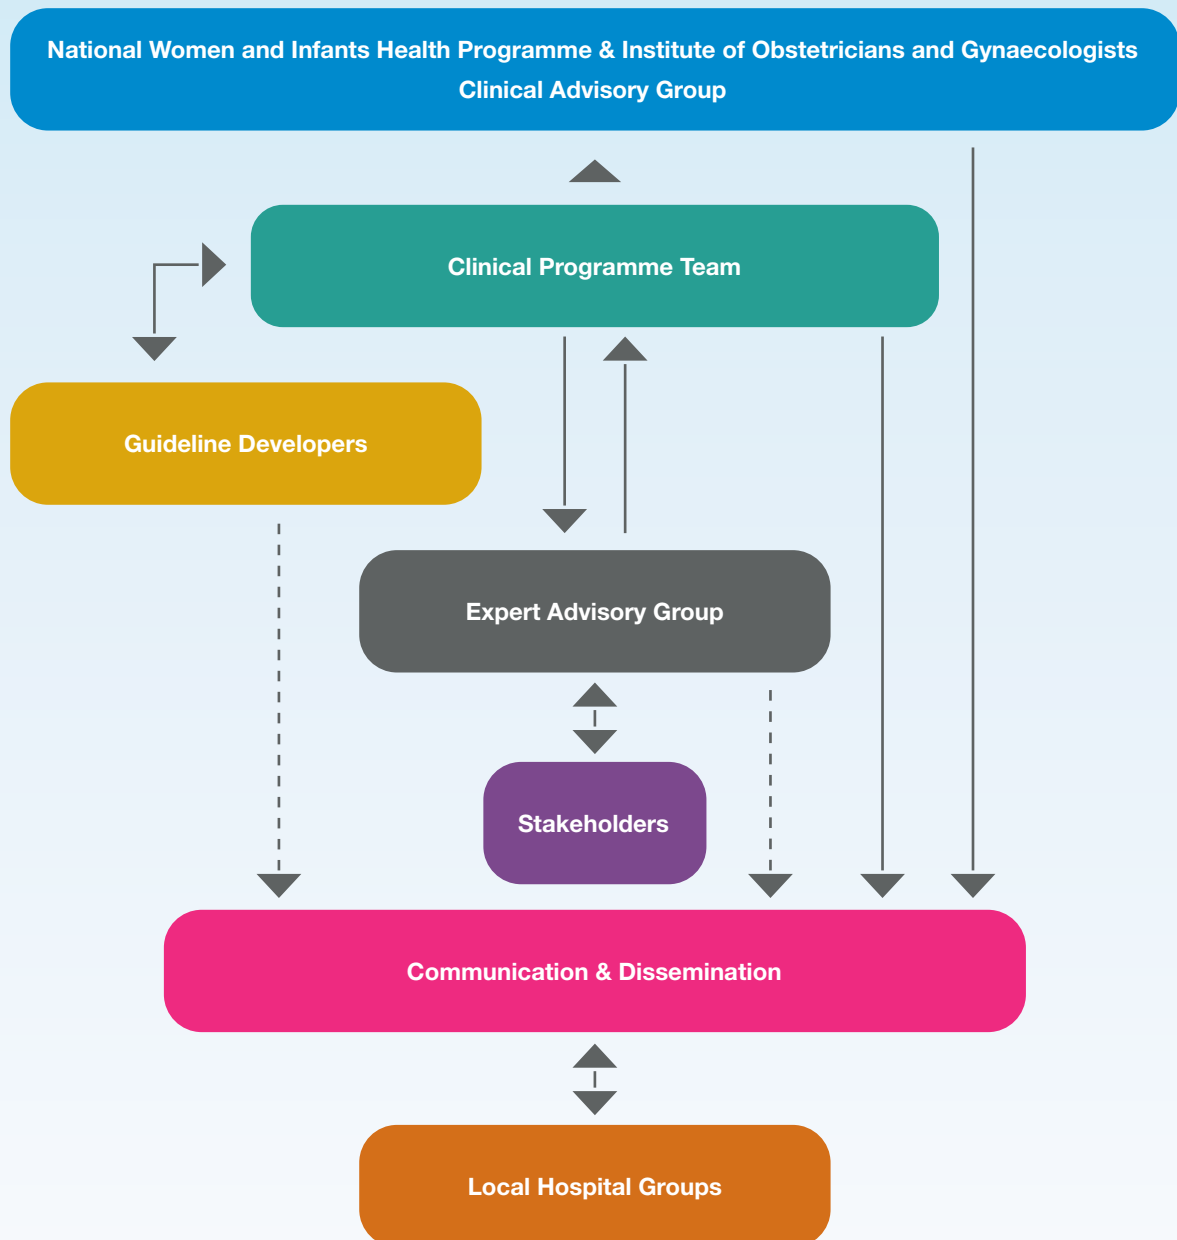 National Women and Infants Health Programme & Institute of Obstetricians and Gynaecologists
Clinical Advisory Group
Clinical Programme Team
Guideline Developers
Expert Advisory Group
Stakeholders
Communication & Dissemination
Local Hospital Groups